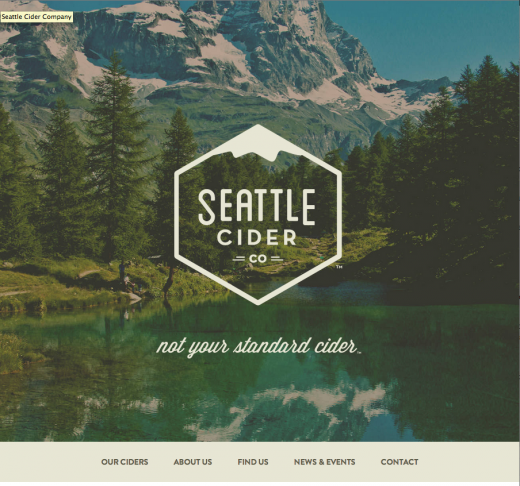 Seattle Cider Company
SEATTLE
CIDER
CO
TM
not your standard cider
OUR CIDERS ABOUT US FIND US NEWS & EVENTS CONTACT